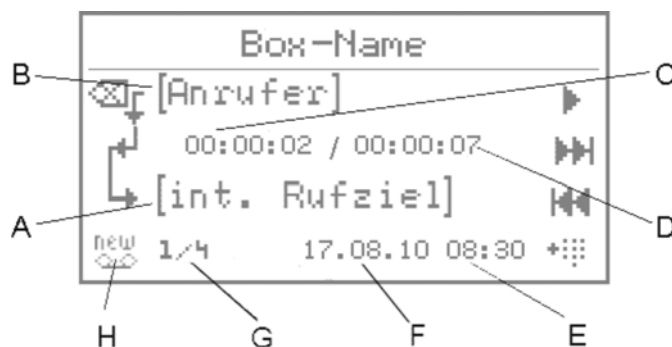 Box-Name
B [Anrufer] C
00:00:02 / 00:00:07
A [int. Rufziel] D
new 1/4 17.08.10 08:30
H G F E